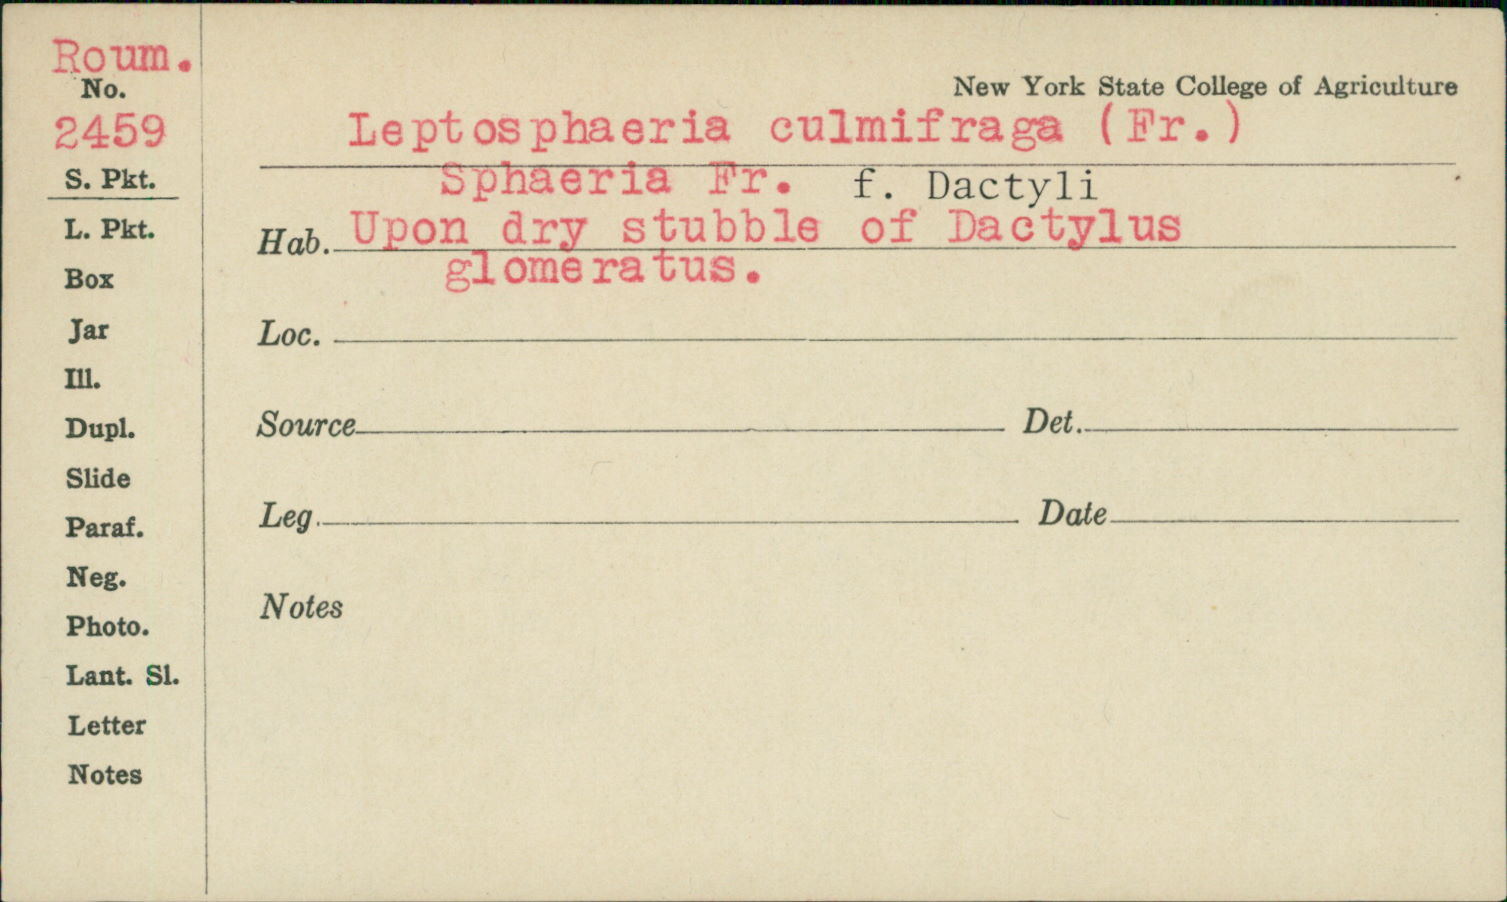 Roum.
No.
2459
S. Pkt.
L. Pkt.
Box
Jar
Ill.
Dupl.
Slide
Paraf.
Neg.
Photo.
Lant. Sl.
Letter
Notes
New York State College of Agriculture
Leptosphaeria culmifraga (Fr.)
Sphaeria Fr. f. Dactyli
Hab. Upon dry stubble of Dactylus
glomeratus.
Loc.
Source Det.
Leg. Date
Notes